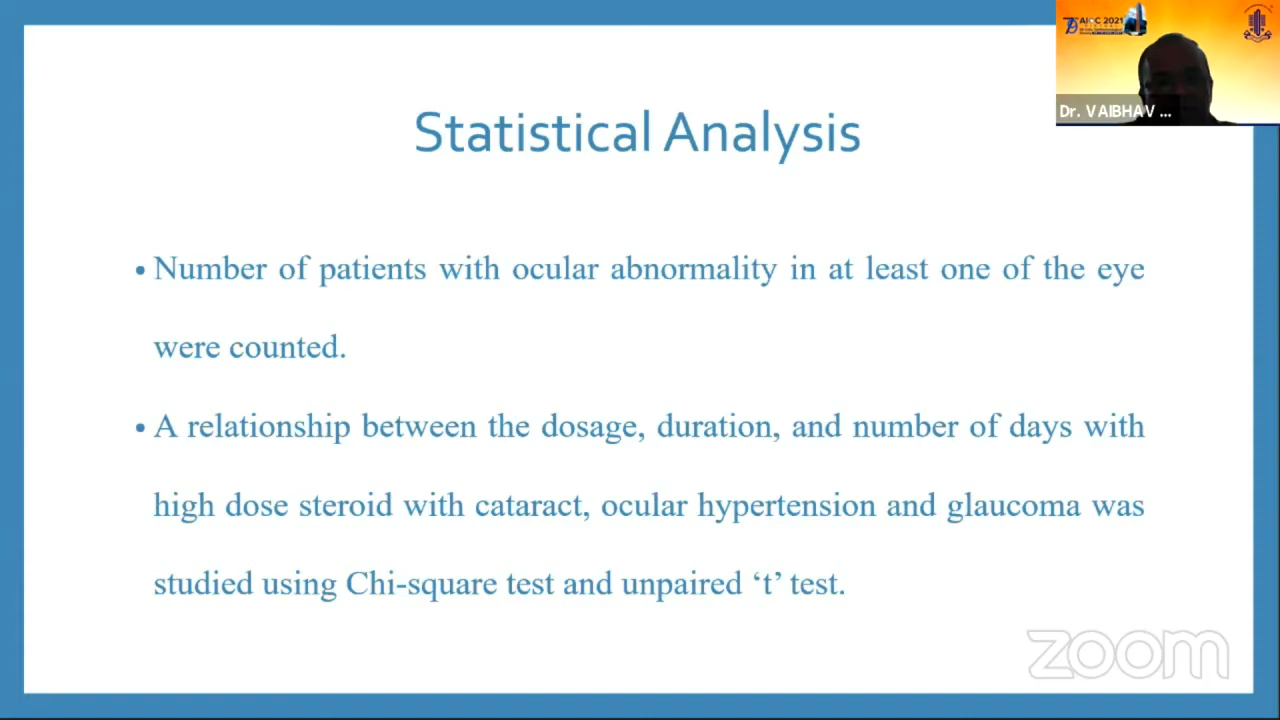 AIOC 2021
Dr. VAIBHAV ...
Statistical Analysis
• Number of patients with ocular abnormality in at least one of the eye
were counted.
• A relationship between the dosage, duration, and number of days with
high dose steroid with cataract, ocular hypertension and glaucoma was
studied using Chi-square test and unpaired ‘t’ test.
zoom